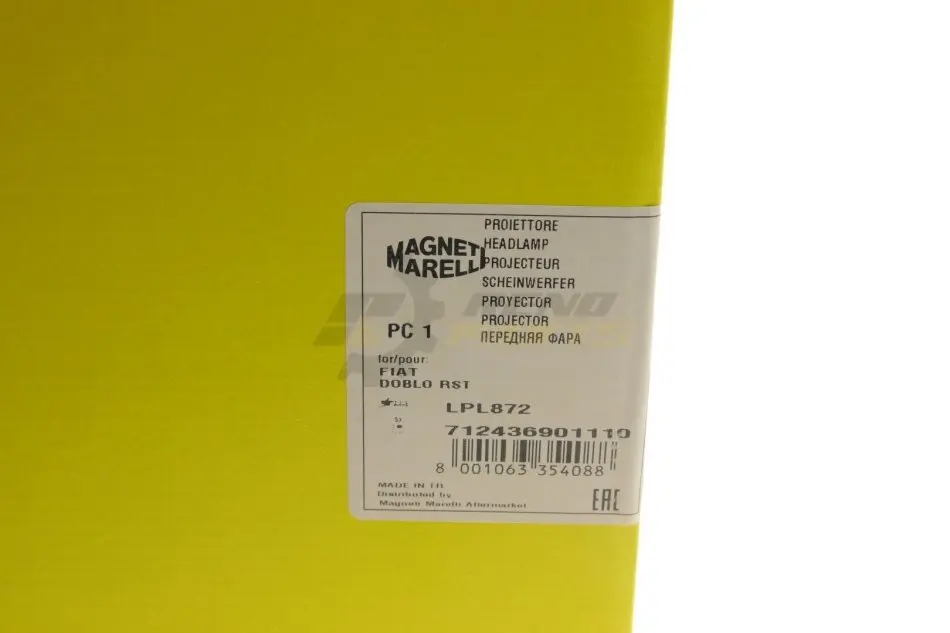 PROIETTORE
HEADLAMP
PROJECTEUR
SCHEINWERFER
PROYECTOR
PROJECTOR
ПЕРЕДНЯЯ ФАРА
MAGNETI
MARELLI
PC 1
for/pour:
FIAT
DOBLO RST
LPL872
712436901110
8 001063 354088
MADE IN TR
Distributed by
Magneti Marelli Aftermarket
EAC